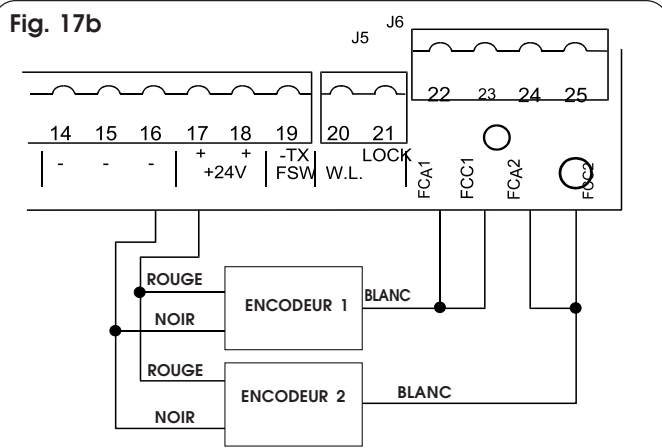 Fig. 17b
J5
J6
22 23 24 25
14 15 16 17 18 19 20 21
- - - + + -TX LOCK
+24V FSW W.L.
FCA1 FCC1 FCA2 FCC2
ROUGE
ENCODEUR 1
BLANC
NOIR
ROUGE
ENCODEUR 2
BLANC
NOIR